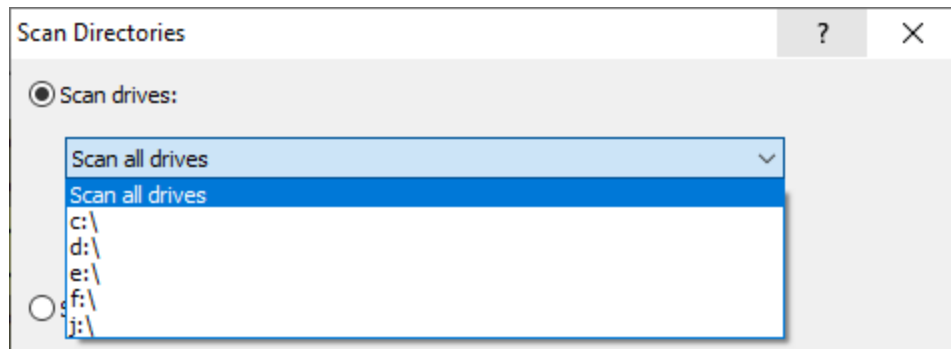 Scan Directories ?
Scan drives:
Scan all drives
Scan all drives
c:\
d:\
e:\
f:\
j:\